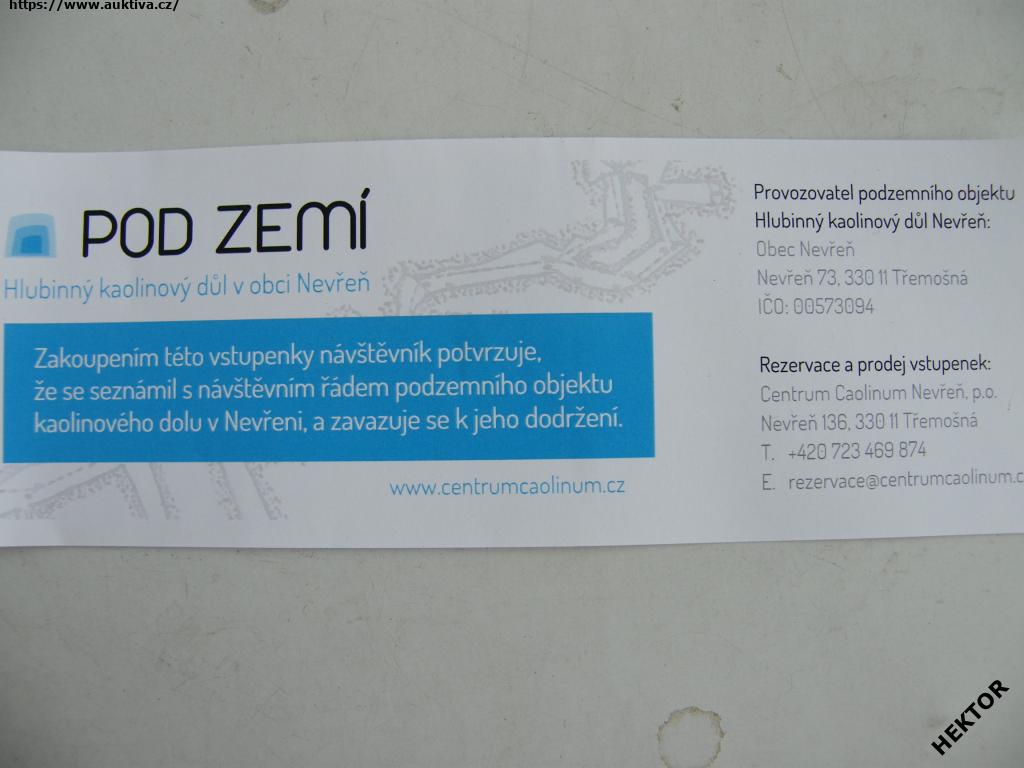 https://www.auktiva.cz/
POD ZEMÍ
Hlubinný kaolinový důl v obci Nevřeň
Zakoupením této vstupenky návštěvník potvrzuje,
že se seznámil s návštěvním řádem podzemního objektu
kaolinového dolu v Nevřeni, a zavazuje se k jeho dodržení.
www.centrumcaolinum.cz
Provozovatel podzemního objektu
Hlubinný kaolinový důl Nevřeň:
Obec Nevřeň
Nevřeň 73, 330 11 Třemošná
IČO: 00573094
Rezervace a prodej vstupenek:
Centrum Caolinum Nevřeň, p.o.
Nevřeň 136, 330 11 Třemošná
T. +420 723 469 874
E. rezervace@centrumcaolinum.c
HEKTOR